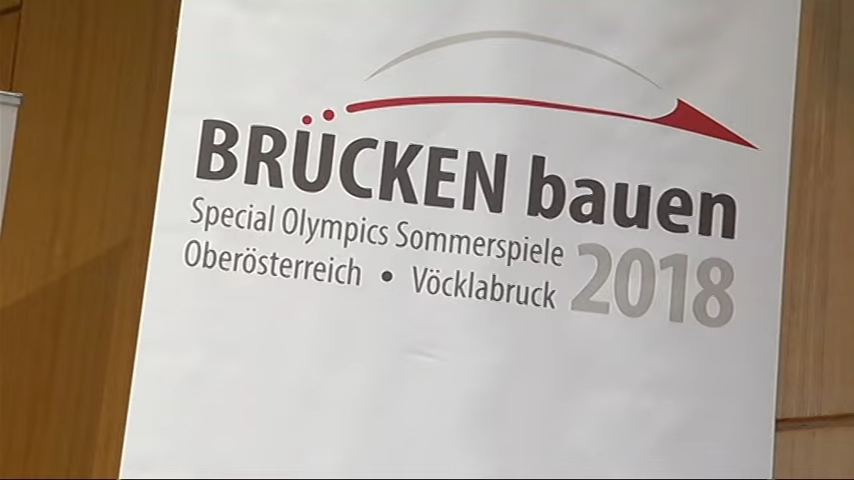 BRÜCKEN bauen
Special Olympics Sommerspiele
Oberösterreich • Vöcklabruck 2018